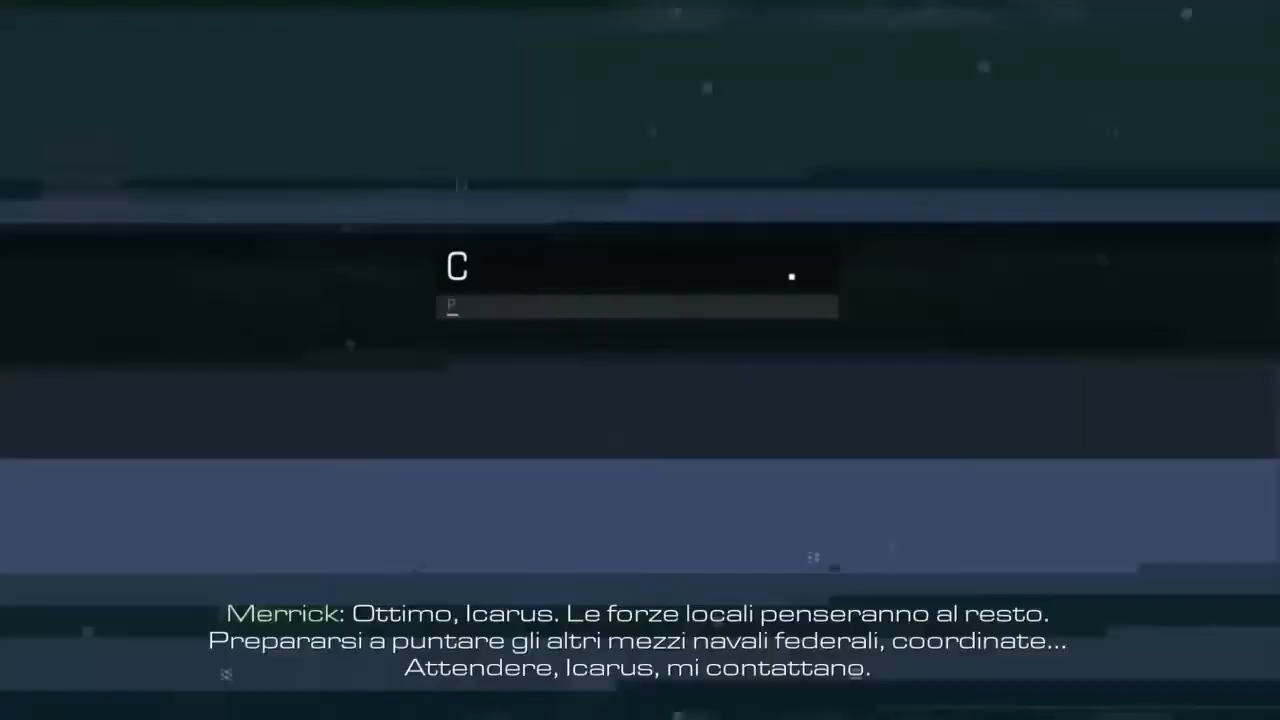 C .
P
Merrick: Ottimo, Icarus. Le forze locali penseranno al resto.
Prepararsi a puntare gli altri mezzi navali federali, coordinate...
Attendere, Icarus, mi contattano.